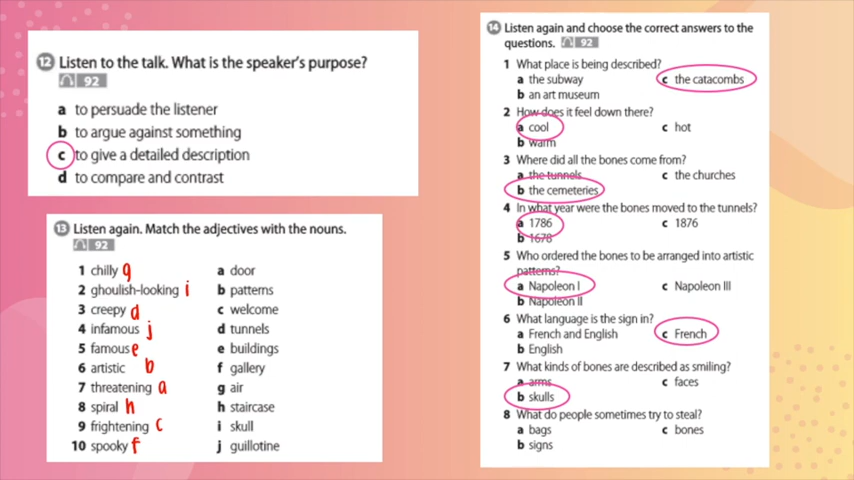 12 Listen to the talk. What is the speaker's purpose?
92
a to persuade the listener
b to argue against something
c to give a detailed description
d to compare and contrast
13 Listen again. Match the adjectives with the nouns.
92
1 chilly g a door
2 ghoulish-looking i b patterns
3 creepy d c welcome
4 infamous j d tunnels
5 famous e e buildings
6 artistic b f gallery
7 threatening a g air
8 spiral h h staircase
9 frightening c i skull
10 spooky f j guillotine
14 Listen again and choose the correct answers to the
questions. 92
1 What place is being described?
a the subway c the catacombs
b an art museum
2 How does it feel down there?
a cool c hot
b warm
3 Where did all the bones come from?
a the tunnels c the churches
b the cemeteries
4 In what year were the bones moved to the tunnels?
a 1786 c 1876
b 1678
5 Who ordered the bones to be arranged into artistic
patterns?
a Napoleon I c Napoleon III
b Napoleon II
6 What language is the sign in?
a French and English c French
b English
7 What kinds of bones are described as smiling?
a arms c faces
b skulls
8 What do people sometimes try to steal?
a bags c bones
b signs